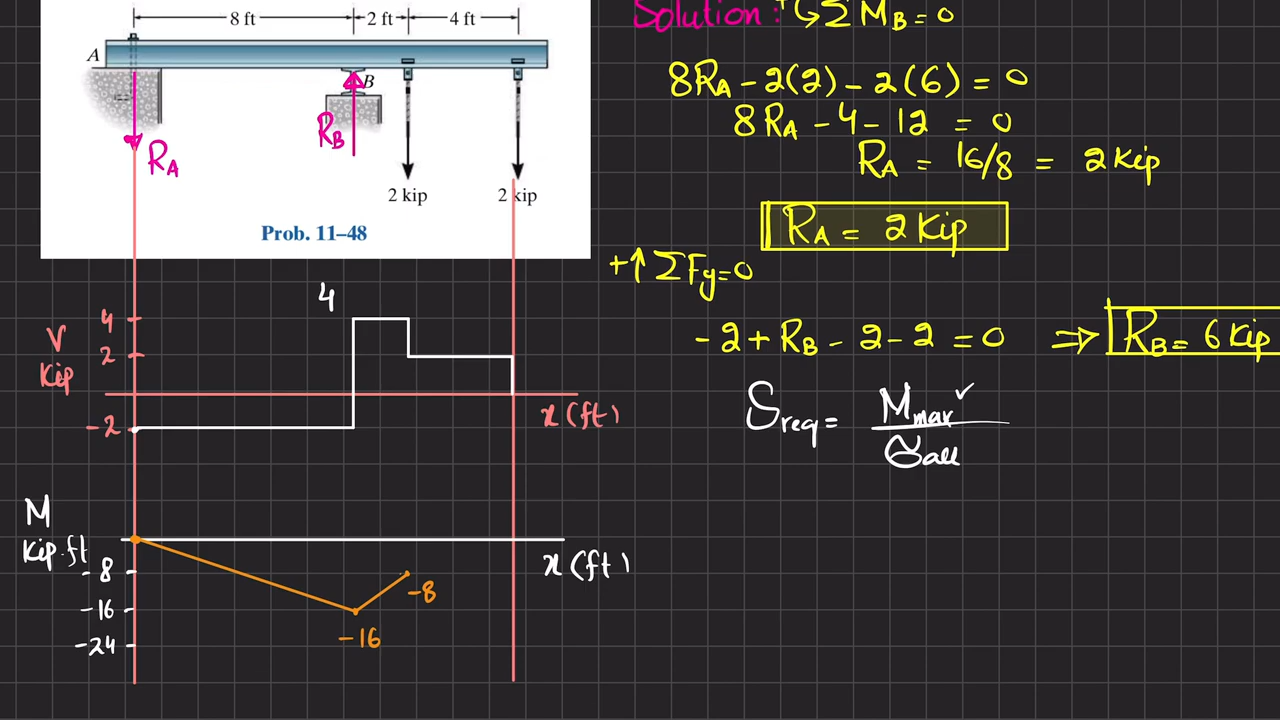 8 ft
2 ft
4 ft
A
B
R_A
R_B
2 kip
2 kip
Prob. 11–48
Solution: +↳ ΣM_B = 0
8R_A - 2(2) - 2(6) = 0
8R_A - 4 - 12 = 0
R_A = 16/8 = 2 Kip
R_A = 2 Kip
+↑ ΣFy = 0
-2 + R_B - 2 - 2 = 0 ⇒ R_B = 6 Kip
S_req = M_max ✓ / σ_all
4
V
Kip
4
2
-2
x (ft)
M
Kip.ft
-8
-16
-24
x (ft)
-8
-16